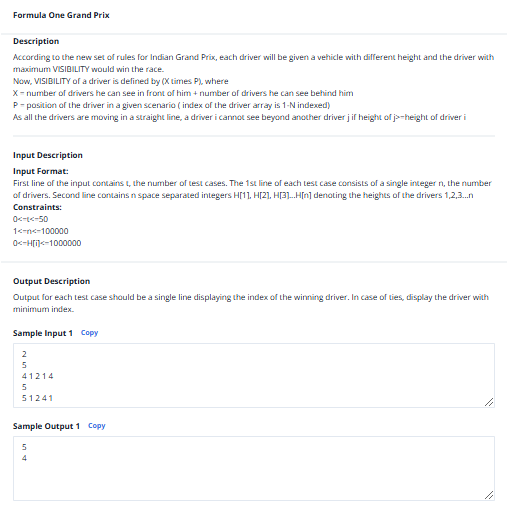 Formula One Grand Prix
Description
According to the new set of rules for Indian Grand Prix, each driver will be given a vehicle with different height and the driver with
maximum VISIBILITY would win the race.
Now, VISIBILITY of a driver is defined by (X times P), where
X = number of drivers he can see in front of him + number of drivers he can see behind him
P = position of the driver in a given scenario ( index of the driver array is 1-N indexed)
As all the drivers are moving in a straight line, a driver i cannot see beyond another driver j if height of j>=height of driver i
Input Description
Input Format:
First line of the input contains t, the number of test cases. The 1st line of each test case consists of a single integer n, the number
of drivers. Second line contains n space separated integers H[1], H[2], H[3]...H[n] denoting the heights of the drivers 1,2,3...n
Constraints:
0<=t<=50
1<=n<=100000
0<=H[i]<=1000000
Output Description
Output for each test case should be a single line displaying the index of the winning driver. In case of ties, display the driver with
minimum index.
Sample Input 1 Copy
2
5
4 1 2 1 4
5
5 1 2 4 1
Sample Output 1 Copy
5
4